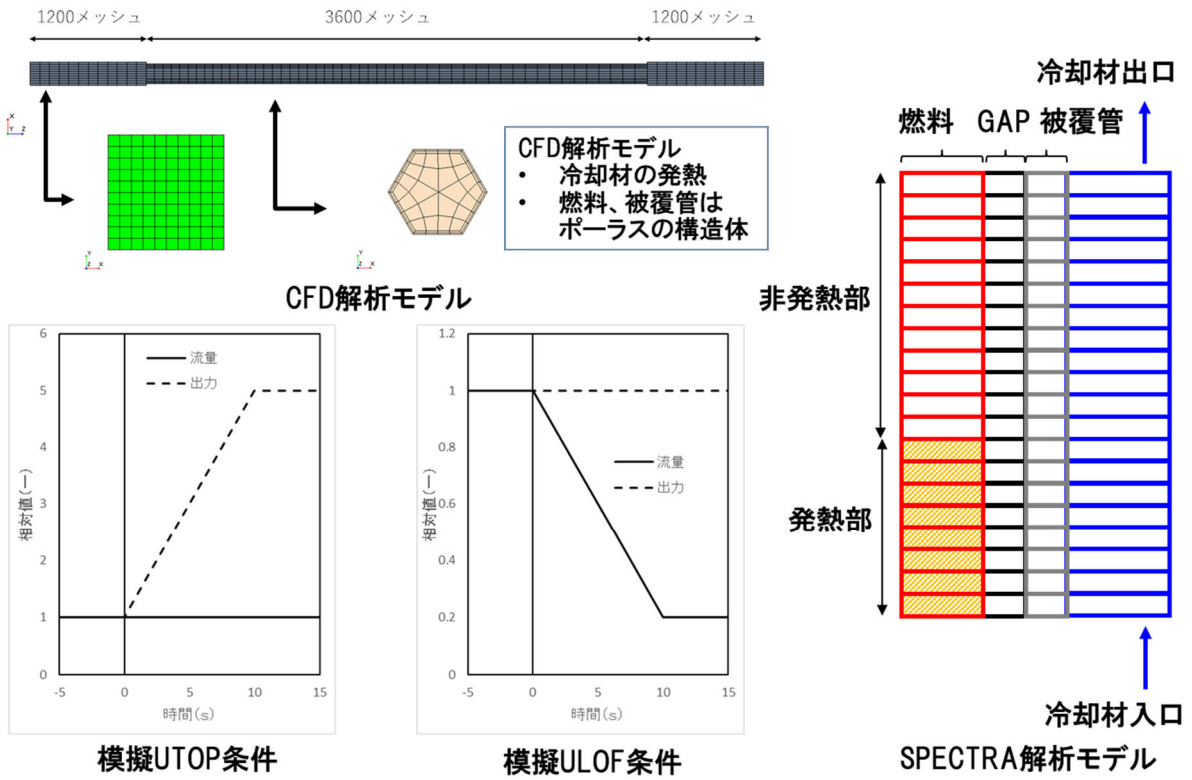 1200メッシュ
3600メッシュ
1200メッシュ
X
Y Z
Y
Z X
Y
Z X
CFD解析モデル
• 冷却材の発熱
• 燃料、被覆管は
ポーラスの構造体
CFD解析モデル
6
5
4
3
2
1
0
-5 0 5 10 15
相対値(ー)
時間(s)
流量
出力
模擬UTOP条件
1.2
1
0.8
0.6
0.4
0.2
0
-5 0 5 10 15
相対値(ー)
時間(s)
流量
出力
模擬ULOF条件
冷却材出口
燃料 GAP 被覆管
非発熱部
発熱部
冷却材入口
SPECTRA解析モデル